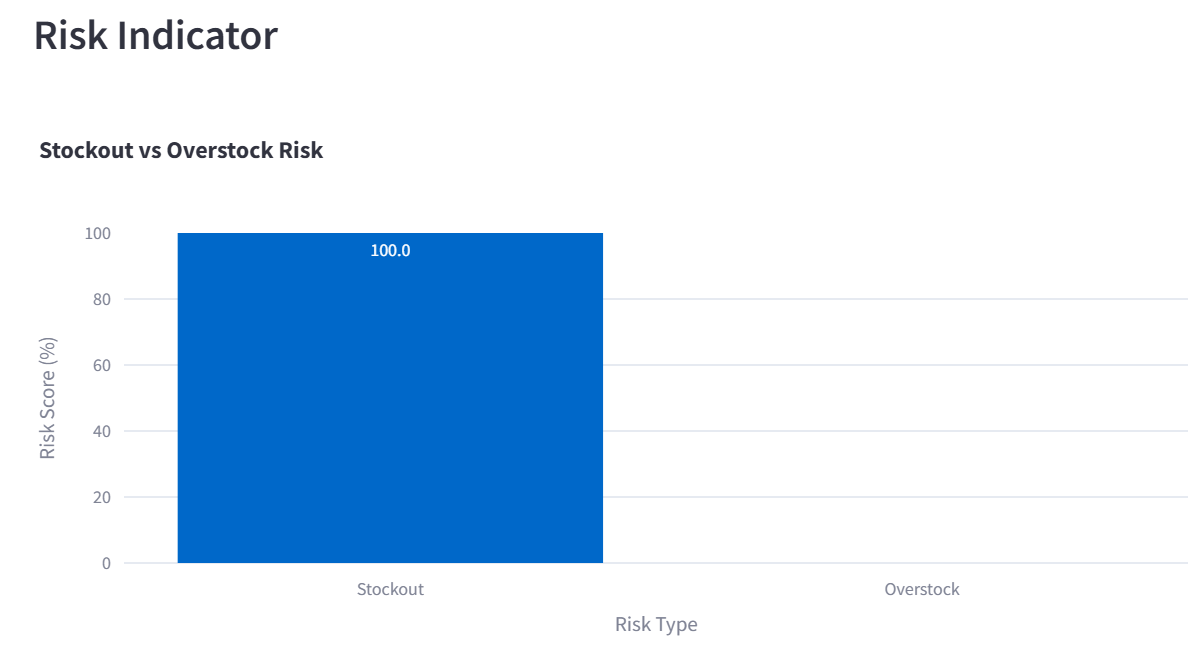 Risk Indicator
Stockout vs Overstock Risk
100
100.0
80
60
40
20
0
Risk Score (%)
Stockout
Overstock
Risk Type